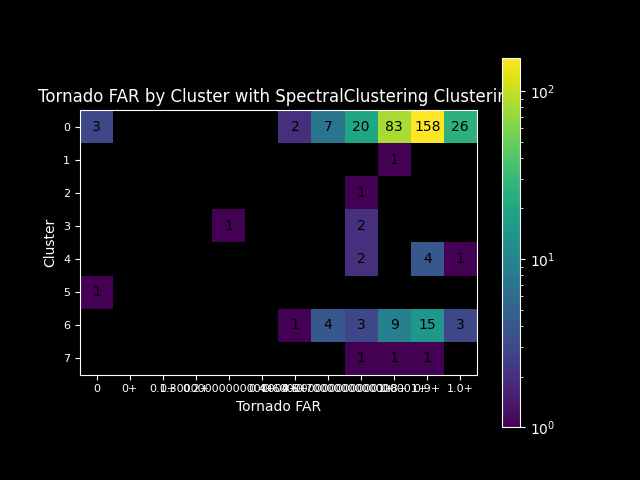 Tornado FAR by Cluster with SpectralClustering Clusterin
10²
0 3 2 7 20 83 158 26
1 1
2 1
3 1 2
4 2 4 1
10¹
5 1
6 1 4 3 9 15 3
7 1 1 1
Cluster
0 0+ 1.0+
Tornado FAR
10⁰